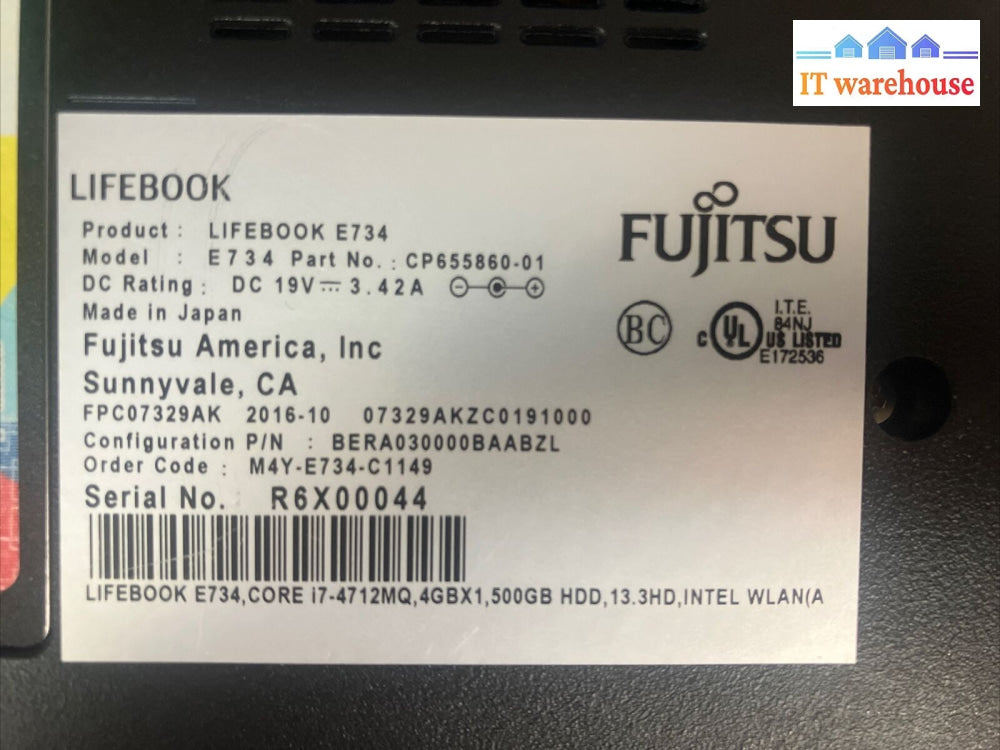 IT warehouse
LIFEBOOK
FUJITSU
Product : LIFEBOOK E734
Model : E734 Part No. : CP655860-01
DC Rating : DC 19V 3.42A
Made in Japan
Fujitsu America, Inc
Sunnyvale, CA
BC
C UL US LISTED
I.T.E.
84NJ
E172536
FPC07329AK 2016-10 07329AKZC0191000
Configuration P/N : BERA030000BAABZL
Order Code : M4Y-E734-C1149
Serial No. R6X00044
LIFEBOOK E734,CORE i7-4712MQ,4GBX1,500GB HDD,13.3HD,INTEL WLAN(A